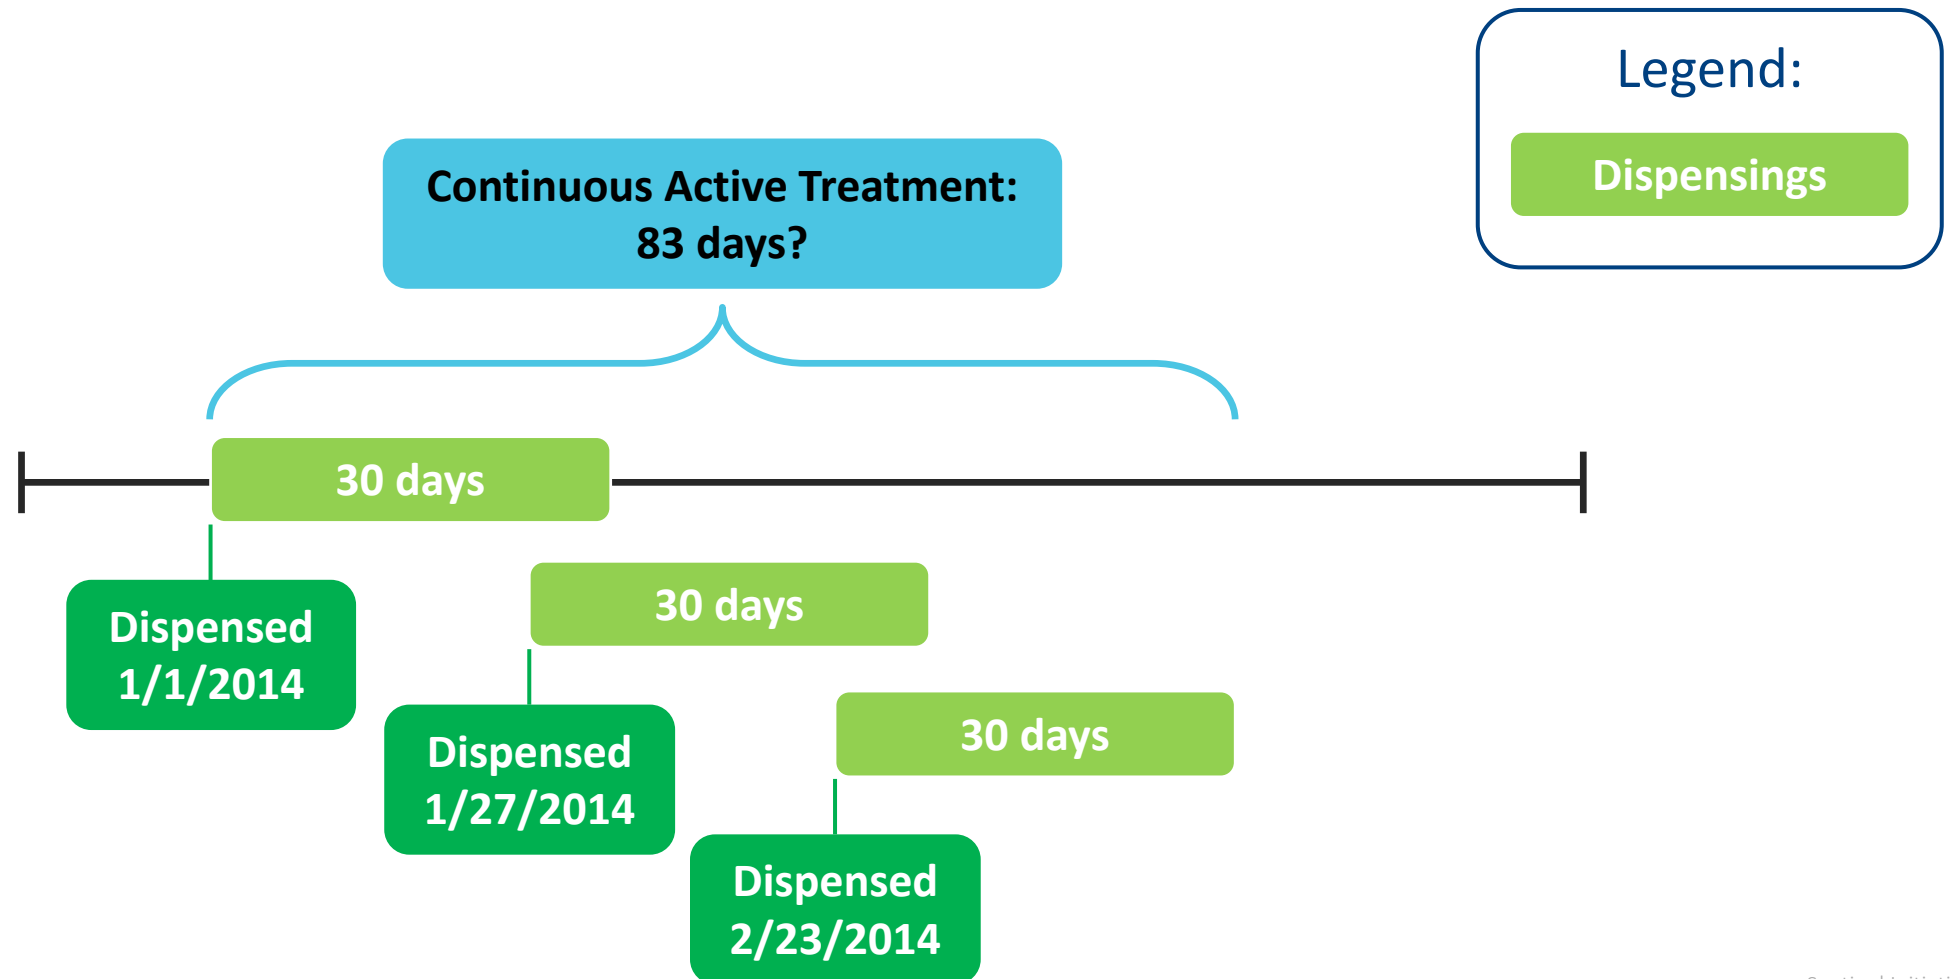 Legend:
Dispensings
Continuous Active Treatment:
83 days?
30 days
30 days
30 days
Dispensed
1/1/2014
Dispensed
1/27/2014
Dispensed
2/23/2014